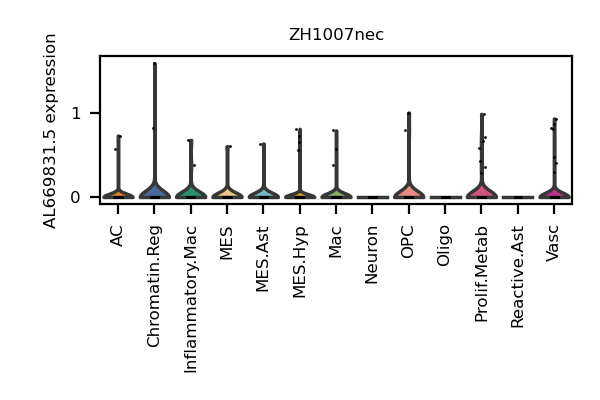 ZH1007nec
AL669831.5 expression
1
0
AC
Chromatin.Reg
Inflammatory.Mac
MES
MES.Ast
MES.Hyp
Mac
Neuron
OPC
Oligo
Prolif.Metab
Reactive.Ast
Vasc